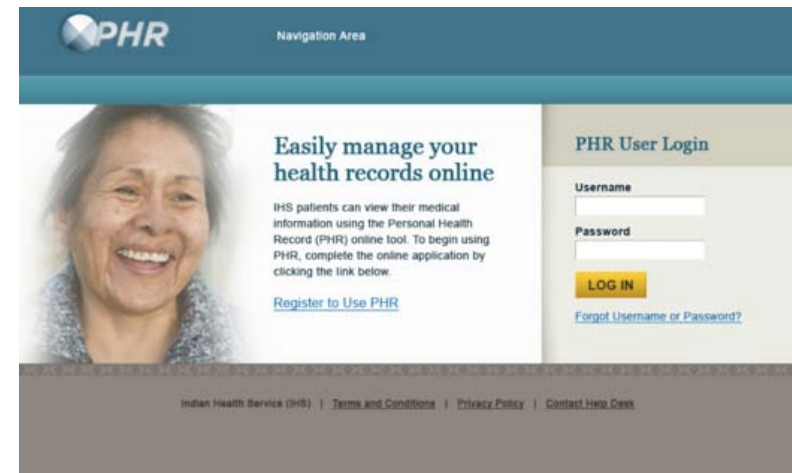 PHR
Navigation Area
Easily manage your
health records online
IHS patients can view their medical
information using the Personal Health
Record (PHR) online tool. To begin using
PHR, complete the online application by
clicking the link below.
Register to Use PHR
PHR User Login
Username
Password
LOG IN
Forgot Username or Password?
Indian Health Service (IHS) | Terms and Conditions | Privacy Policy | Contact Help Desk